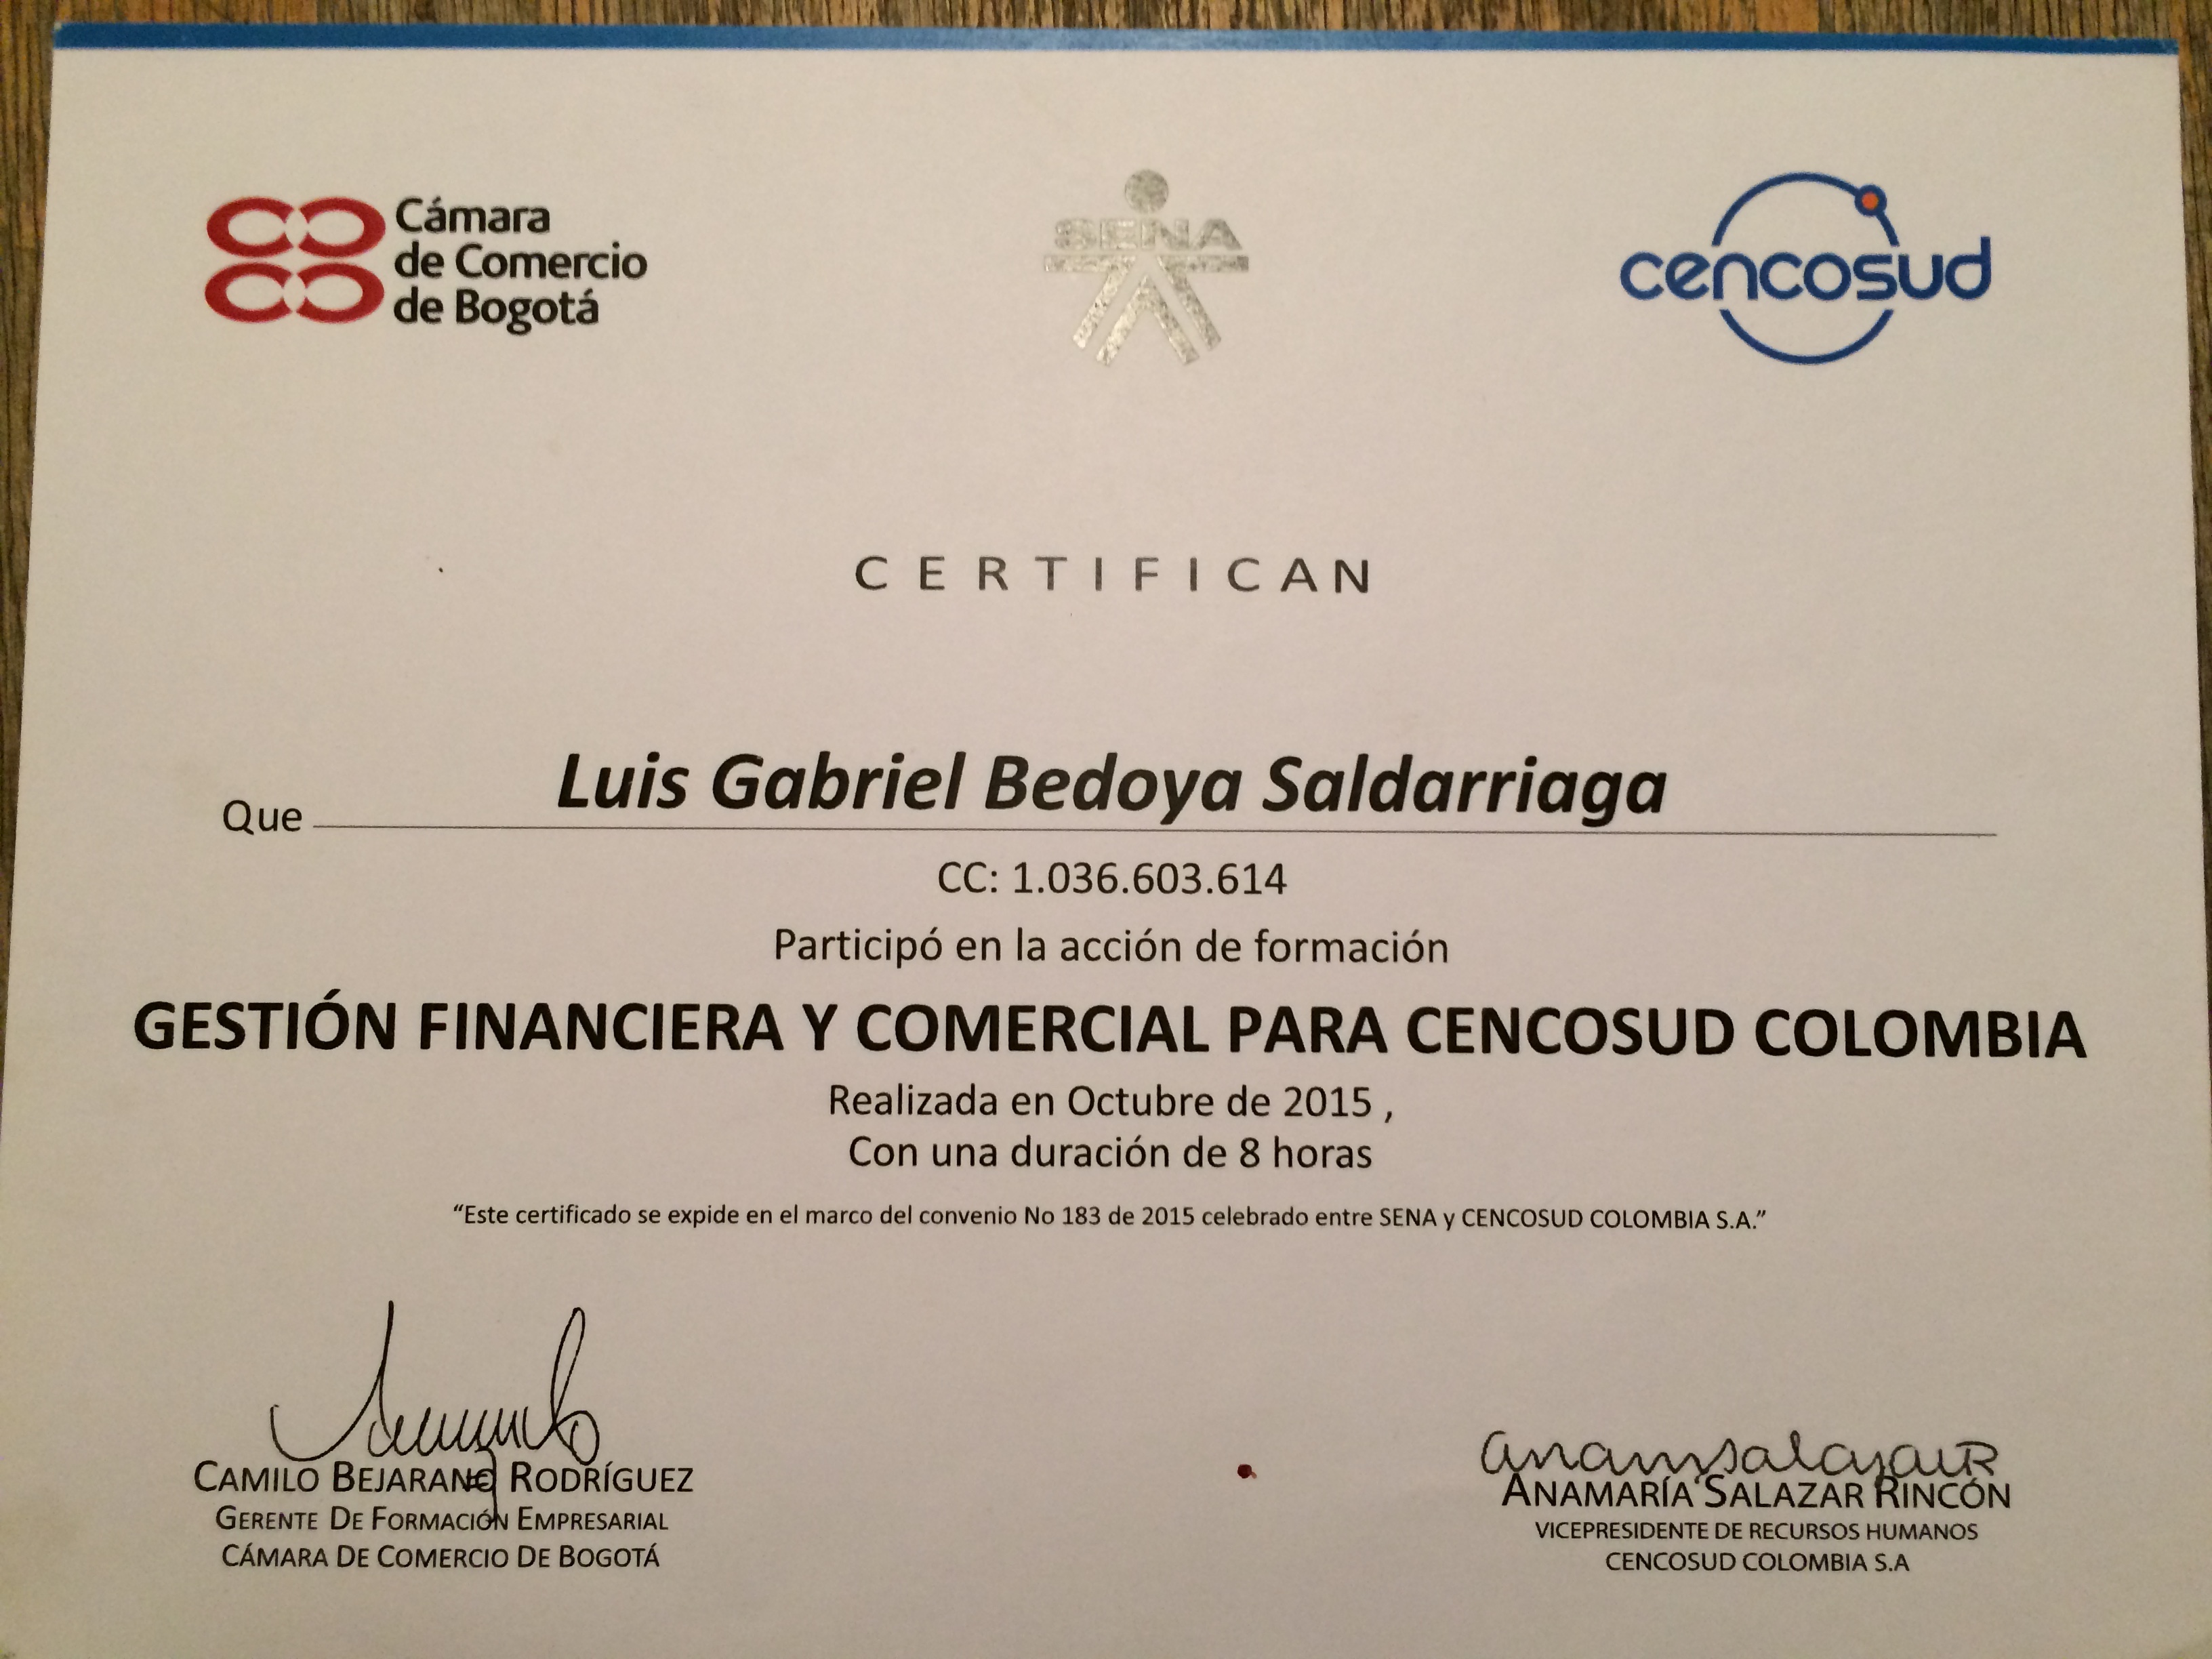 Cámara
de Comercio
de Bogotá
SENA
cencosud
CERTIFICAN
Que Luis Gabriel Bedoya Saldarriaga
CC: 1.036.603.614
Participó en la acción de formación
GESTIÓN FINANCIERA Y COMERCIAL PARA CENCOSUD COLOMBIA
Realizada en Octubre de 2015 ,
Con una duración de 8 horas
“Este certificado se expide en el marco del convenio No 183 de 2015 celebrado entre SENA y CENCOSUD COLOMBIA S.A.”
CAMILO BEJARANO RODRÍGUEZ
GERENTE DE FORMACIÓN EMPRESARIAL
CÁMARA DE COMERCIO DE BOGOTÁ
ANAMARÍA SALAZAR RINCÓN
VICEPRESIDENTE DE RECURSOS HUMANOS
CENCOSUD COLOMBIA S.A